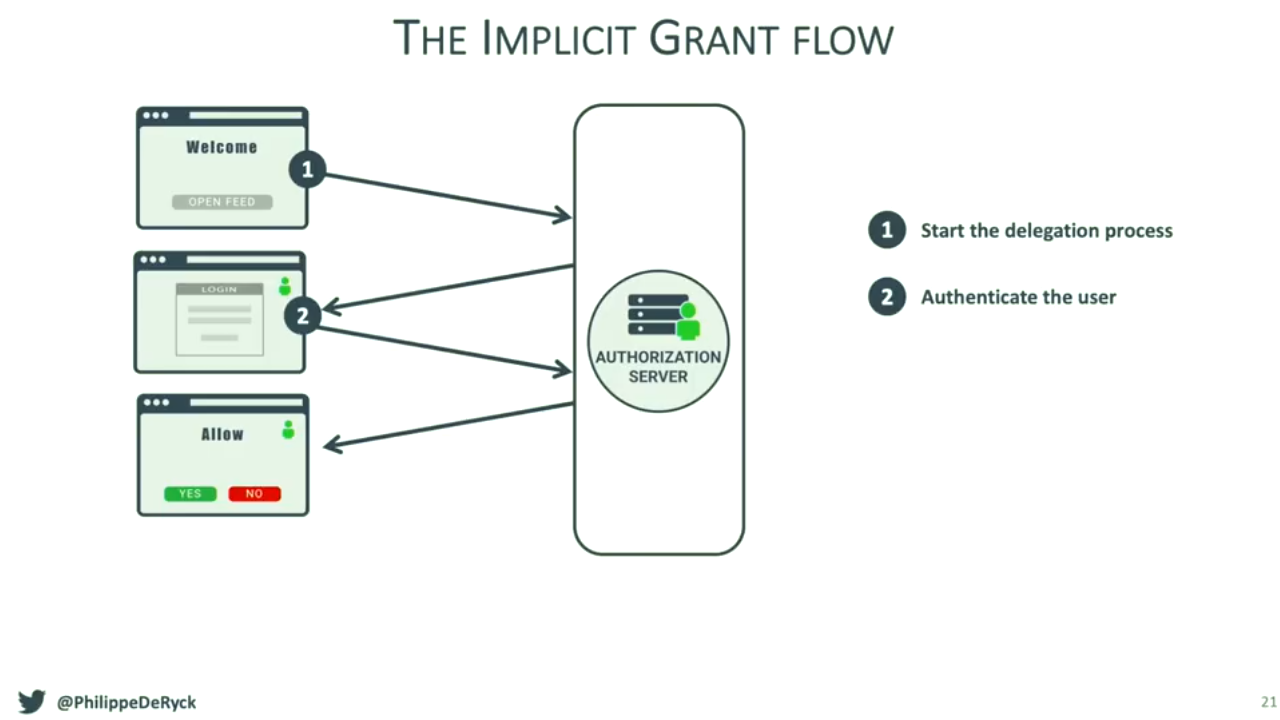 THE IMPLICIT GRANT FLOW
Welcome
1
OPEN FEED
1 Start the delegation process
LOGIN
2
2 Authenticate the user
AUTHORIZATION
SERVER
Allow
YES NO
@PhilippeDeRyck
21